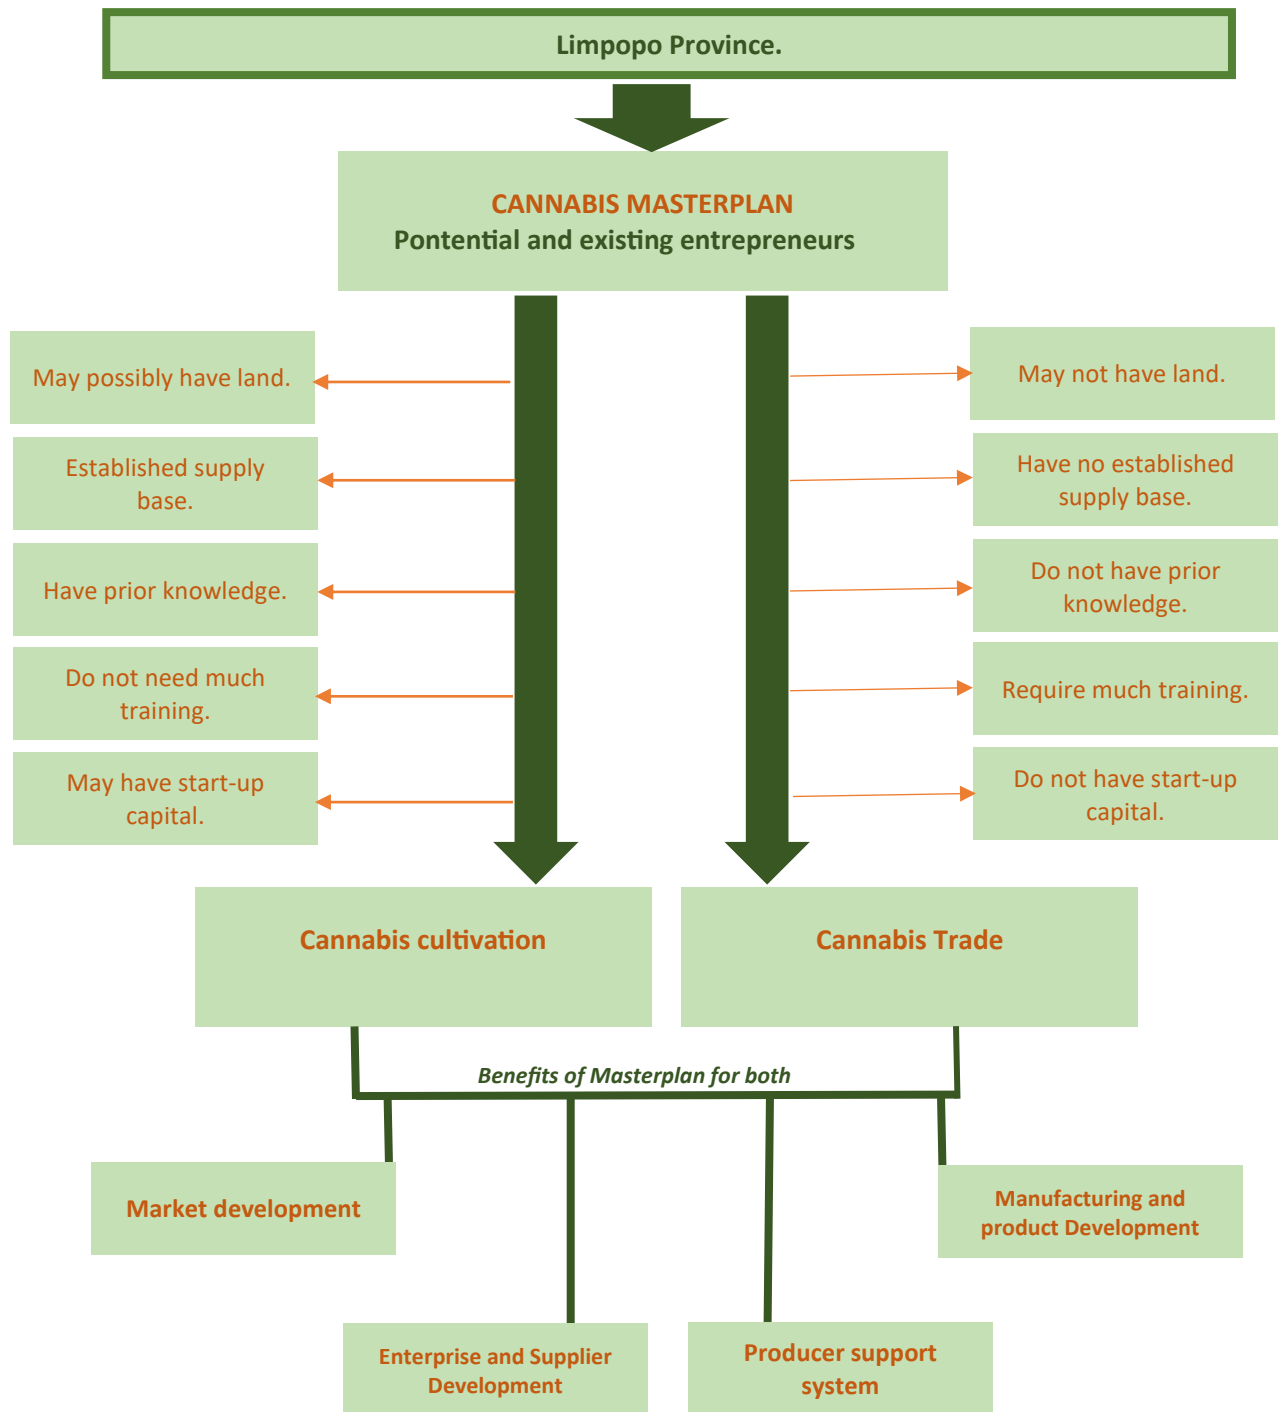 Limpopo Province.
CANNABIS MASTERPLAN
Pontential and existing entrepreneurs
May possibly have land.
May not have land.
Established supply
base.
Have no established
supply base.
Have prior knowledge.
Do not have prior
knowledge.
Do not need much
training.
Require much training.
May have start-up
capital.
Do not have start-up
capital.
Cannabis cultivation
Cannabis Trade
Benefits of Masterplan for both
Market development
Manufacturing and
product Development
Enterprise and Supplier
Development
Producer support
system